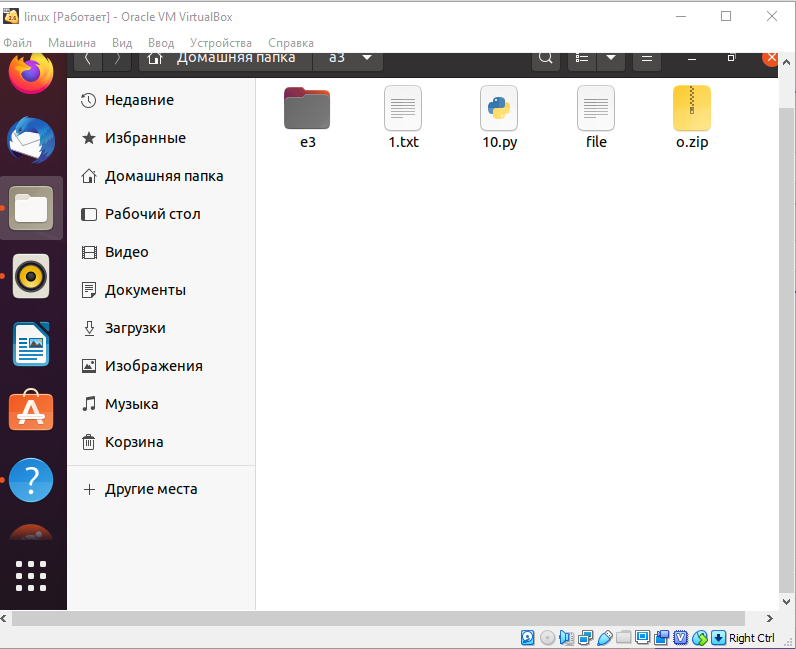 linux [Работает] - Oracle VM VirtualBox
Файл Машина Вид Ввод Устройства Справка
Домашняя папка a3
Недавние
Избранные
Домашняя папка
Рабочий стол
Видео
Документы
Загрузки
Изображения
Музыка
Корзина
Другие места
e3 1.txt 10.py file o.zip
Right Ctrl